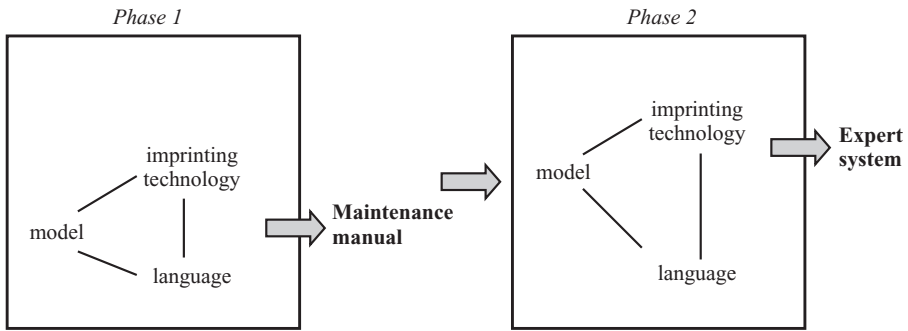 Phase 1
imprinting
technology
model
language
Maintenance
manual
Phase 2
imprinting
technology
model
language
Expert
system